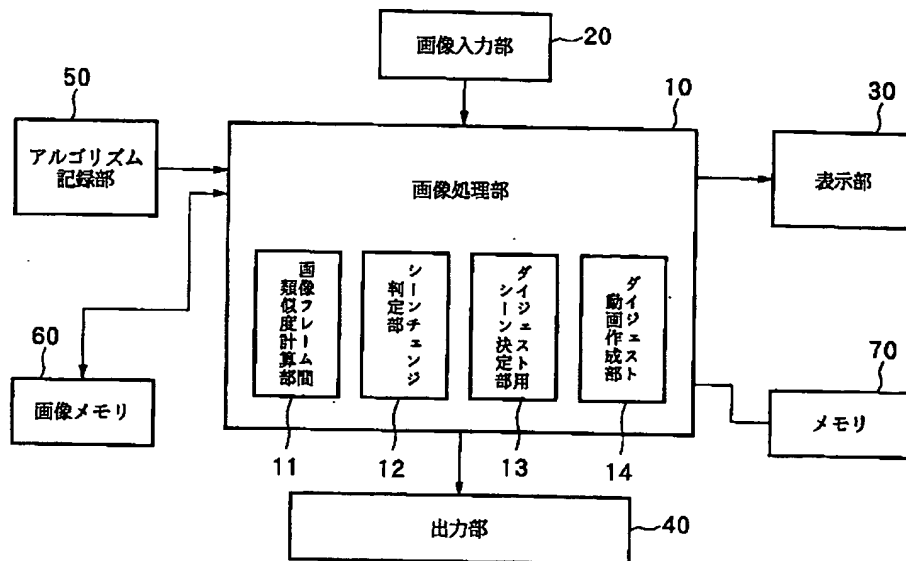 画像入力部
20
50
10
30
アルゴリズム
記録部
画像処理部
表示部
画像フレーム間
類似度計算部
シーンチェンジ
判定部
ダイジェスト用
シーン決定部
ダイジェスト
動画作成部
60
画像メモリ
70
メモリ
11
12
13
14
出力部
40